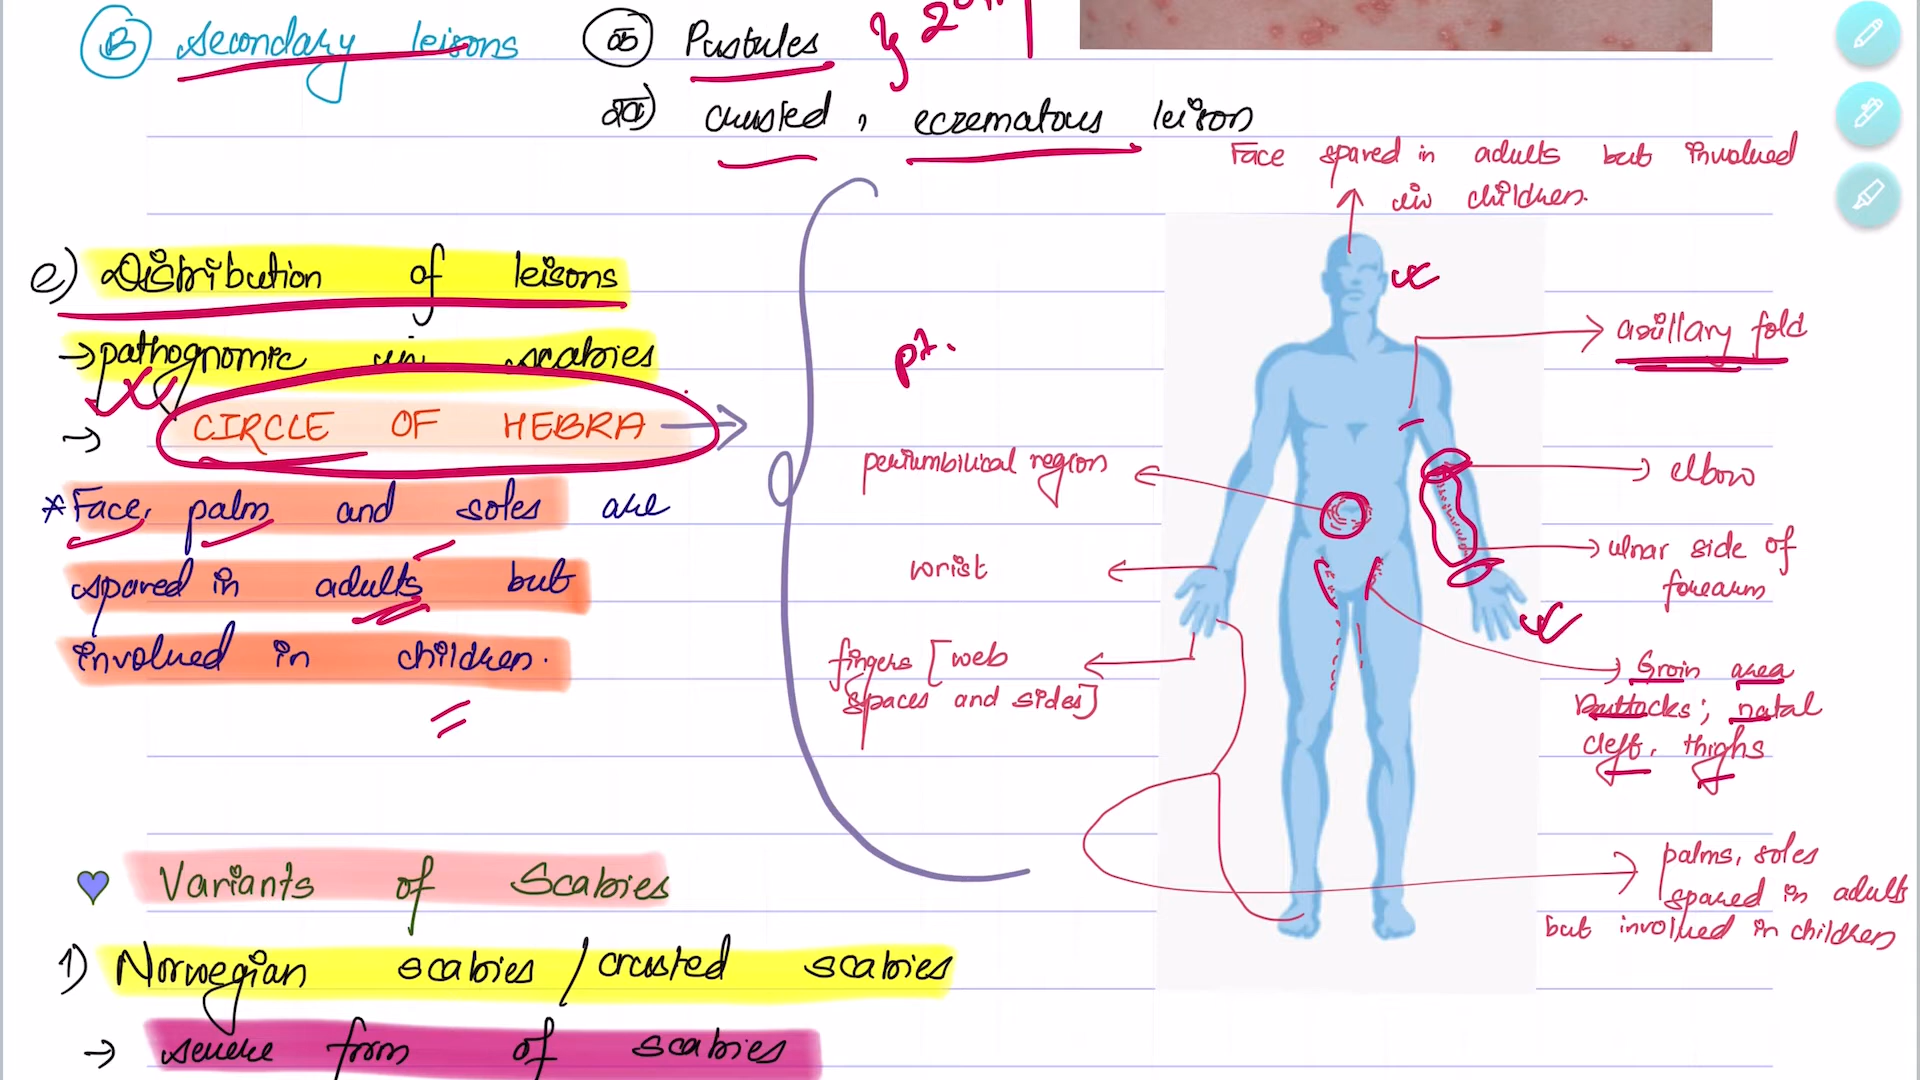 B secondary leisons
Pustules } 2°
crusted, eczematous leison
e) Distribution of leisons
→ pathognomic in scabies
→ CIRCLE OF HEBRA →
* Face, palm and soles are
spared in adults but
involved in children.
Face spared in adults but involved
in children.
pt.
periumbilical region
wrist
fingers [web
spaces and sides]
axillary fold
elbow
ulnar side of
forearm
Groin area
Buttocks; natal
cleft, thighs
palms, soles
spared in adults
but involved in children
Variants of Scabies
1) Norwegian scabies / crusted scabies
→ severe form of scabies